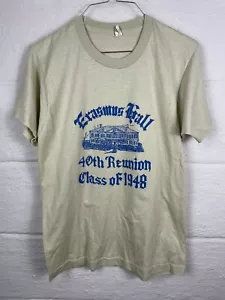 Erasmus Hall
40th Reunion
Class of 1948